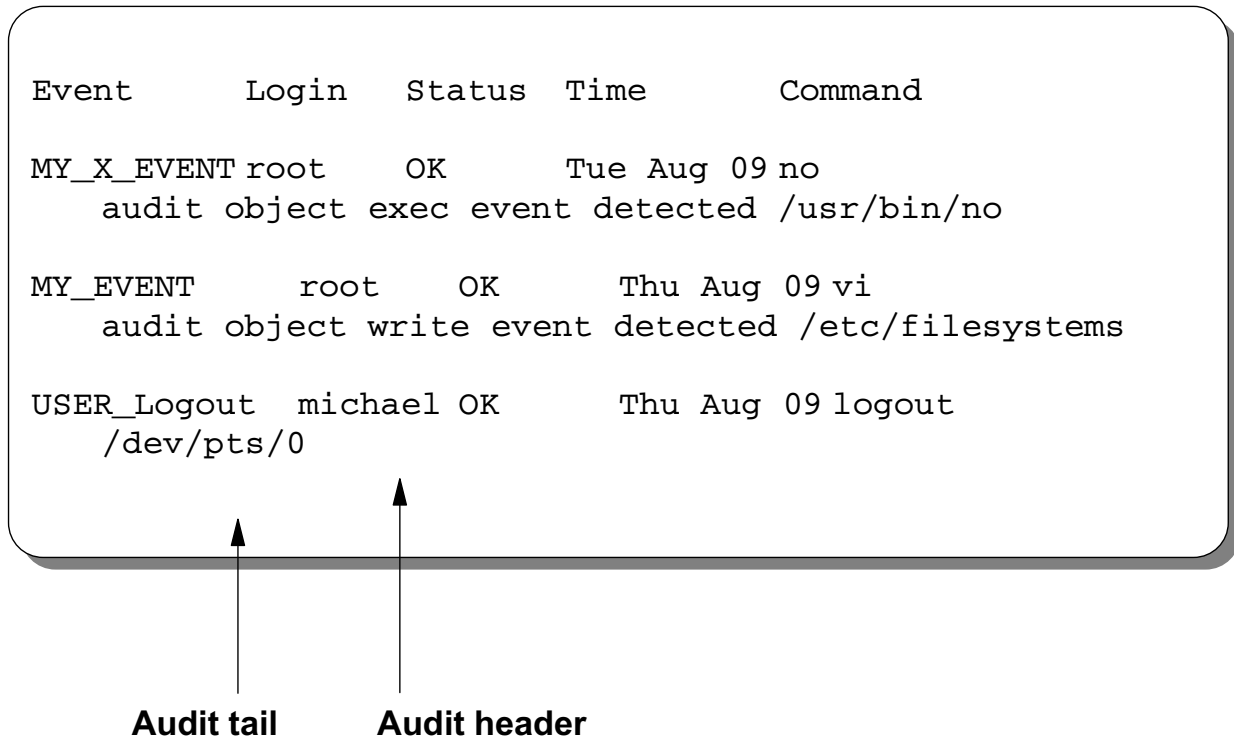 Event Login Status Time Command
MY_X_EVENT root OK Tue Aug 09 no
audit object exec event detected /usr/bin/no
MY_EVENT root OK Thu Aug 09 vi
audit object write event detected /etc/filesystems
USER_Logout michael OK Thu Aug 09 logout
/dev/pts/0
Audit tail Audit header